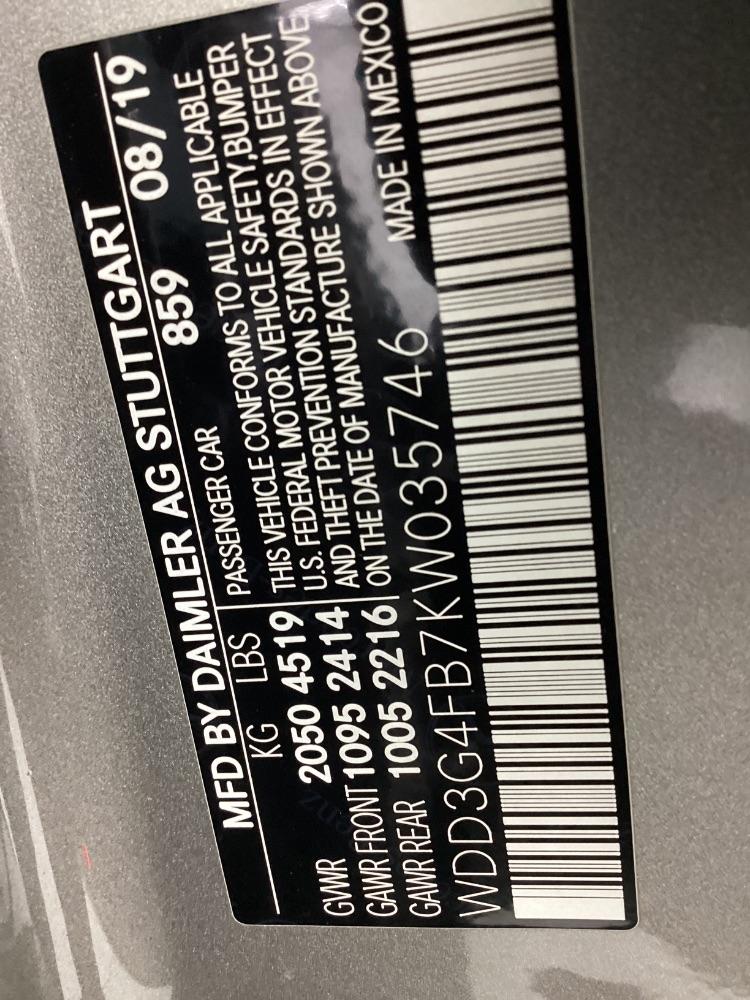 MFD BY DAIMLER AG STUTTGART
859 08/19
KG LBS PASSENGER CAR
GVWR 2050 4519 THIS VEHICLE CONFORMS TO ALL APPLICABLE
U.S. FEDERAL MOTOR VEHICLE SAFETY,BUMPER
GAWR FRONT 1095 2414 AND THEFT PREVENTION STANDARDS IN EFFECT
GAWR REAR 1005 2216 ON THE DATE OF MANUFACTURE SHOWN ABOVE
WDD3G4FB7KW035746 MADE IN MEXICO